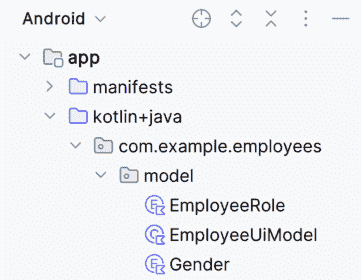 Android
app
manifests
kotlin+java
com.example.employees
model
EmployeeRole
EmployeeUiModel
Gender